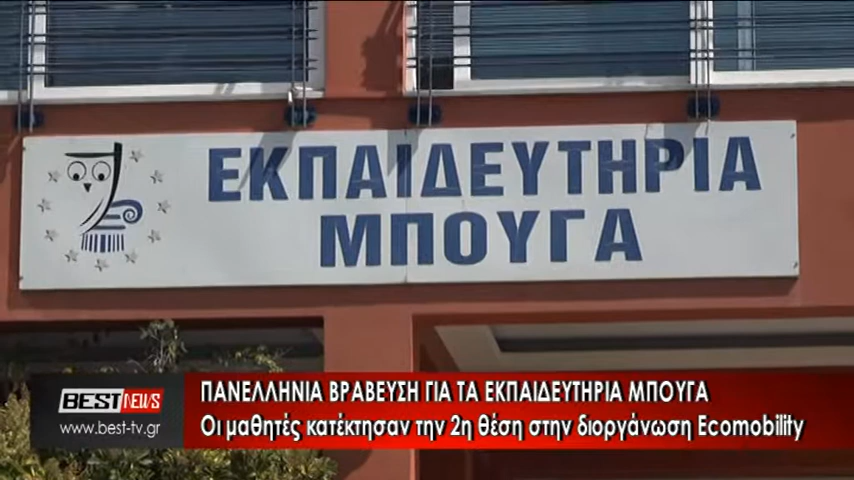 ΕΚΠΑΙΔΕΥΤΗΡΙΑ
ΜΠΟΥΓΑ
BEST NEWS
www.best-tv.gr
ΠΑΝΕΛΛΗΝΙΑ ΒΡΑΒΕΥΣΗ ΓΙΑ ΤΑ ΕΚΠΑΙΔΕΥΤΗΡΙΑ ΜΠΟΥΓΑ
Οι μαθητές κατέκτησαν την 2η θέση στην διοργάνωση Ecomobility